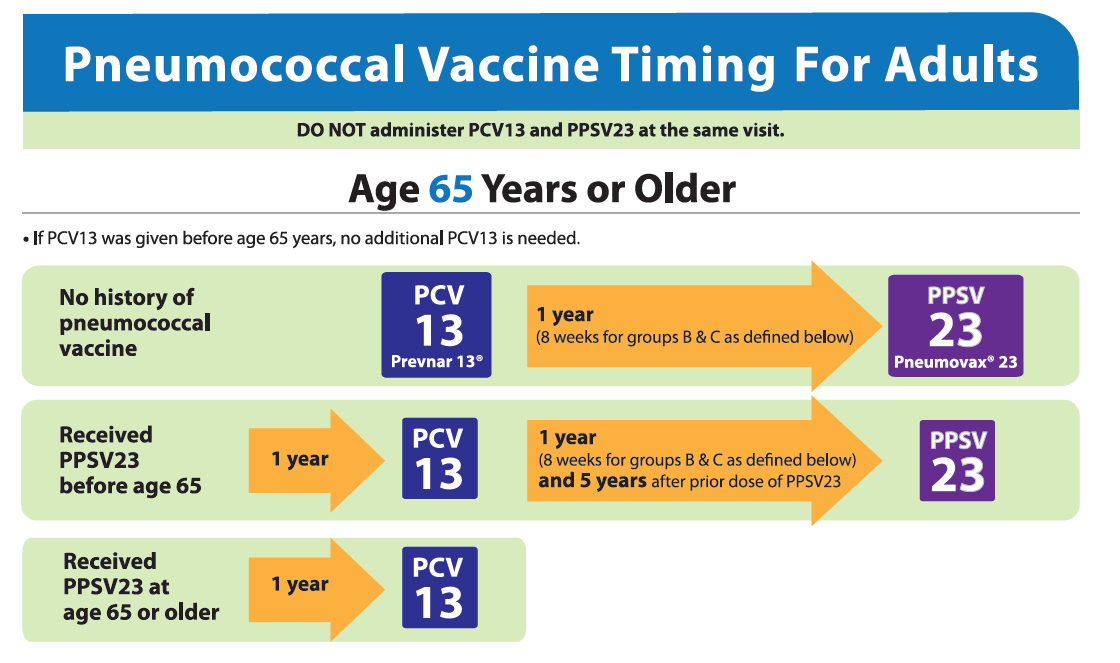 Pneumococcal Vaccine Timing For Adults
DO NOT administer PCV13 and PPSV23 at the same visit.
Age 65 Years or Older
• If PCV13 was given before age 65 years, no additional PCV13 is needed.
No history of
pneumococcal
vaccine
PCV
13
Prevnar 13®
1 year
(8 weeks for groups B & C as defined below)
PPSV
23
Pneumovax® 23
Received
PPSV23
before age 65
1 year
PCV
13
1 year
(8 weeks for groups B & C as defined below)
and 5 years after prior dose of PPSV23
PPSV
23
Received
PPSV23 at
age 65 or older
1 year
PCV
13